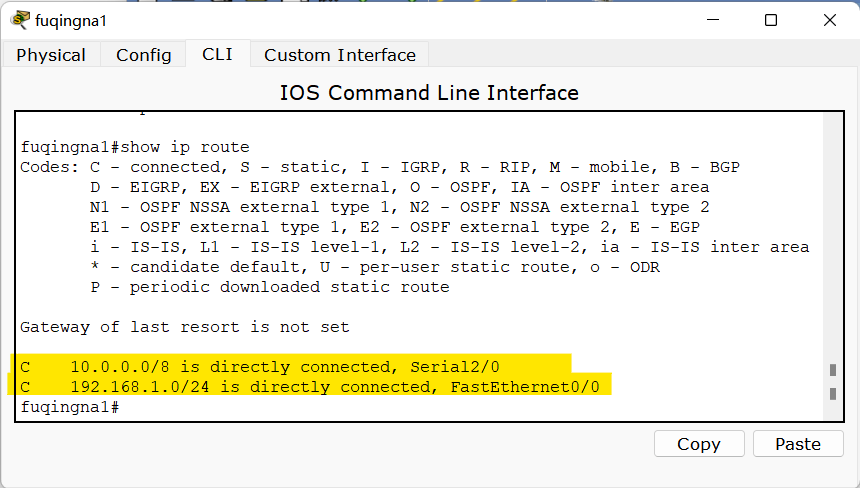 fuqingna1
Physical Config CLI Custom Interface
IOS Command Line Interface
fuqingna1#show ip route
Codes: C - connected, S - static, I - IGRP, R - RIP, M - mobile, B - BGP
D - EIGRP, EX - EIGRP external, O - OSPF, IA - OSPF inter area
N1 - OSPF NSSA external type 1, N2 - OSPF NSSA external type 2
E1 - OSPF external type 1, E2 - OSPF external type 2, E - EGP
i - IS-IS, L1 - IS-IS level-1, L2 - IS-IS level-2, ia - IS-IS inter area
* - candidate default, U - per-user static route, o - ODR
P - periodic downloaded static route
Gateway of last resort is not set
C 10.0.0.0/8 is directly connected, Serial2/0
C 192.168.1.0/24 is directly connected, FastEthernet0/0
fuqingna1#
Copy Paste